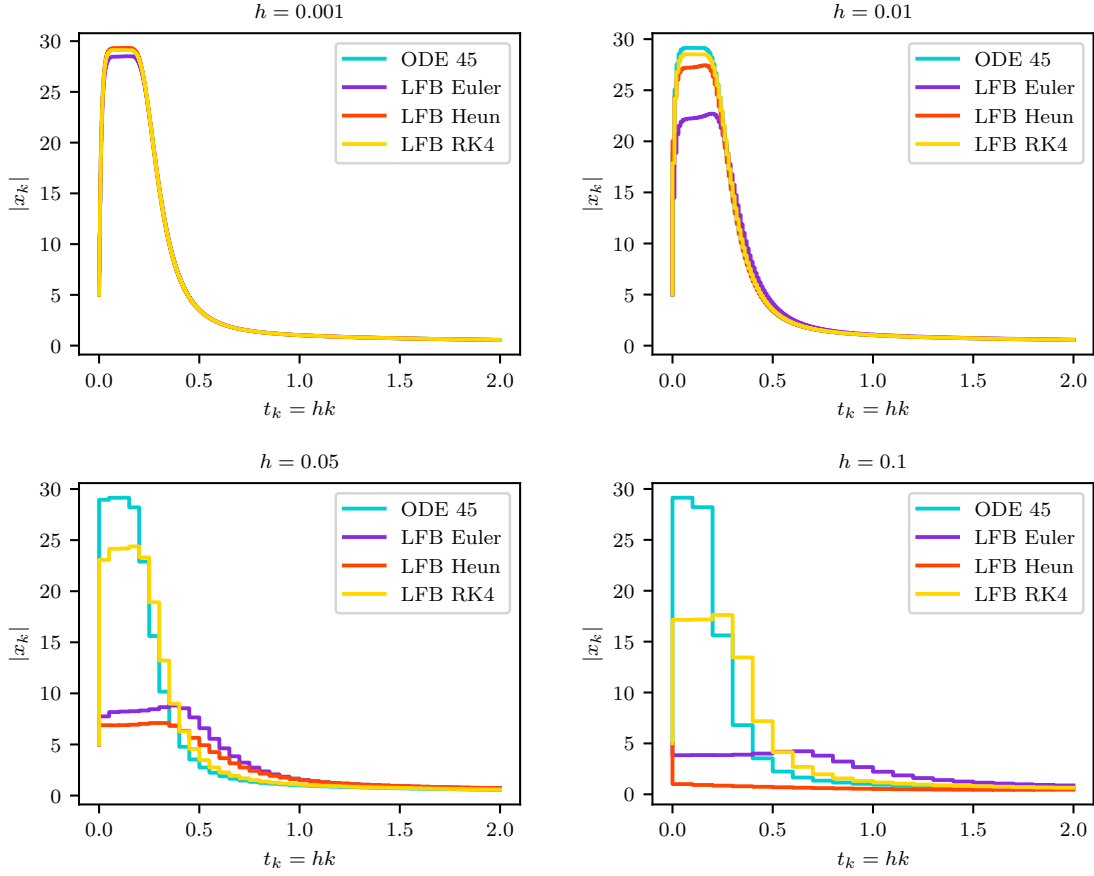 h = 0.001
30
25
20
15
10
5
0
|x_k|
ODE 45
LFB Euler
LFB Heun
LFB RK4
0.0 0.5 1.0 1.5 2.0
t_k = hk
h = 0.01
30
25
20
15
10
5
0
|x_k|
ODE 45
LFB Euler
LFB Heun
LFB RK4
0.0 0.5 1.0 1.5 2.0
t_k = hk
h = 0.05
30
25
20
15
10
5
0
|x_k|
ODE 45
LFB Euler
LFB Heun
LFB RK4
0.0 0.5 1.0 1.5 2.0
t_k = hk
h = 0.1
30
25
20
15
10
5
0
|x_k|
ODE 45
LFB Euler
LFB Heun
LFB RK4
0.0 0.5 1.0 1.5 2.0
t_k = hk